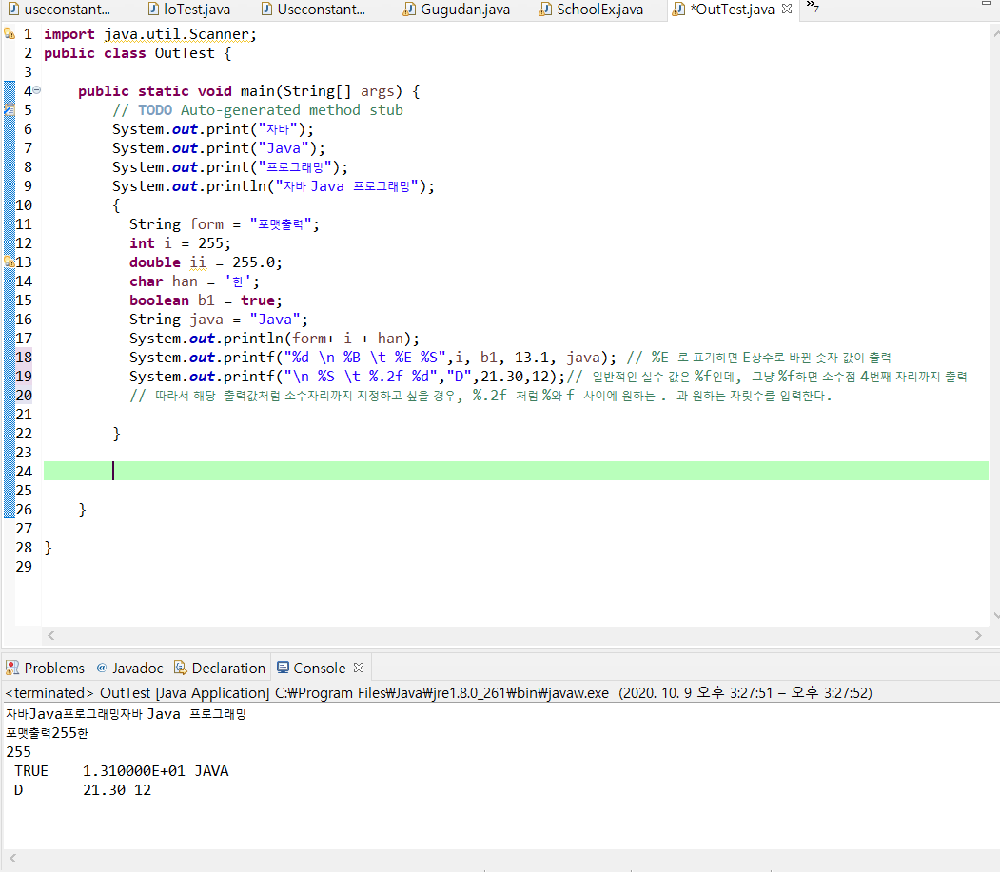 useconstant... IoTest.java Useconstant... Gugudan.java SchoolEx.java *OutTest.java »7
1 import java.util.Scanner;
2 public class OutTest {
3
4 public static void main(String[] args) {
5 // TODO Auto-generated method stub
6 System.out.print("자바");
7 System.out.print("Java");
8 System.out.print("프로그래밍");
9 System.out.println("자바 Java 프로그래밍");
10 {
11 String form = "포맷출력";
12 int i = 255;
13 double ii = 255.0;
14 char han = '한';
15 boolean b1 = true;
16 String java = "Java";
17 System.out.println(form+ i + han);
18 System.out.printf("%d \n %B \t %E %S",i, b1, 13.1, java); // %E 로 표기하면 E상수로 바뀐 숫자 값이 출력
19 System.out.printf("\n %S \t %.2f %d","D",21.30,12);// 일반적인 실수 값은 %f인데, 그냥 %f하면 소수점 4번째 자리까지 출력
20 // 따라서 해당 출력값처럼 소수자리까지 지정하고 싶을 경우, %.2f 처럼 %와 f 사이에 원하는 . 과 원하는 자릿수를 입력한다.
21
22 }
23
24
25
26 }
27
28 }
29
Problems @ Javadoc Declaration Console
<terminated> OutTest [Java Application] C:₩Program Files₩Java₩jre1.8.0_261₩bin₩javaw.exe (2020. 10. 9 오후 3:27:51 – 오후 3:27:52)
자바Java프로그래밍자바 Java 프로그래밍
포맷출력255한
255
TRUE 1.310000E+01 JAVA
D 21.30 12